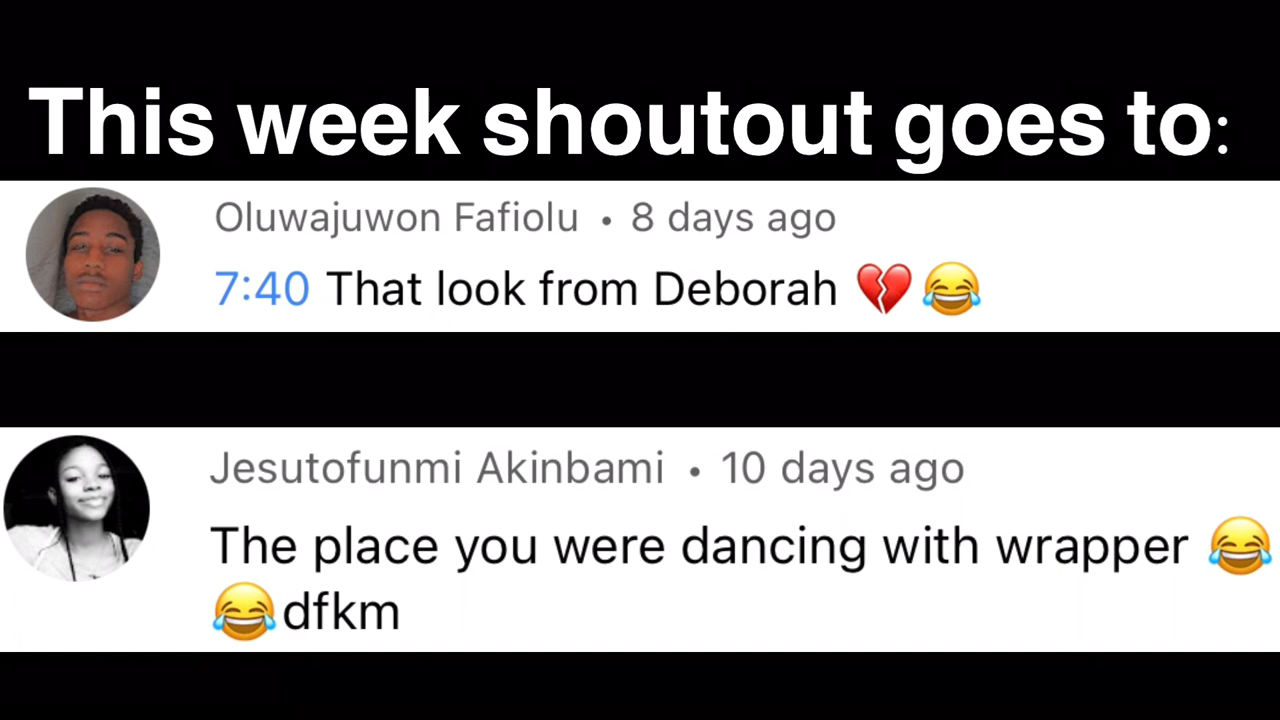 This week shoutout goes to:
Oluwajuwon Fafiolu • 8 days ago
7:40 That look from Deborah 💔😂
Jesutofunmi Akinbami • 10 days ago
The place you were dancing with wrapper 😂
😂dfkm